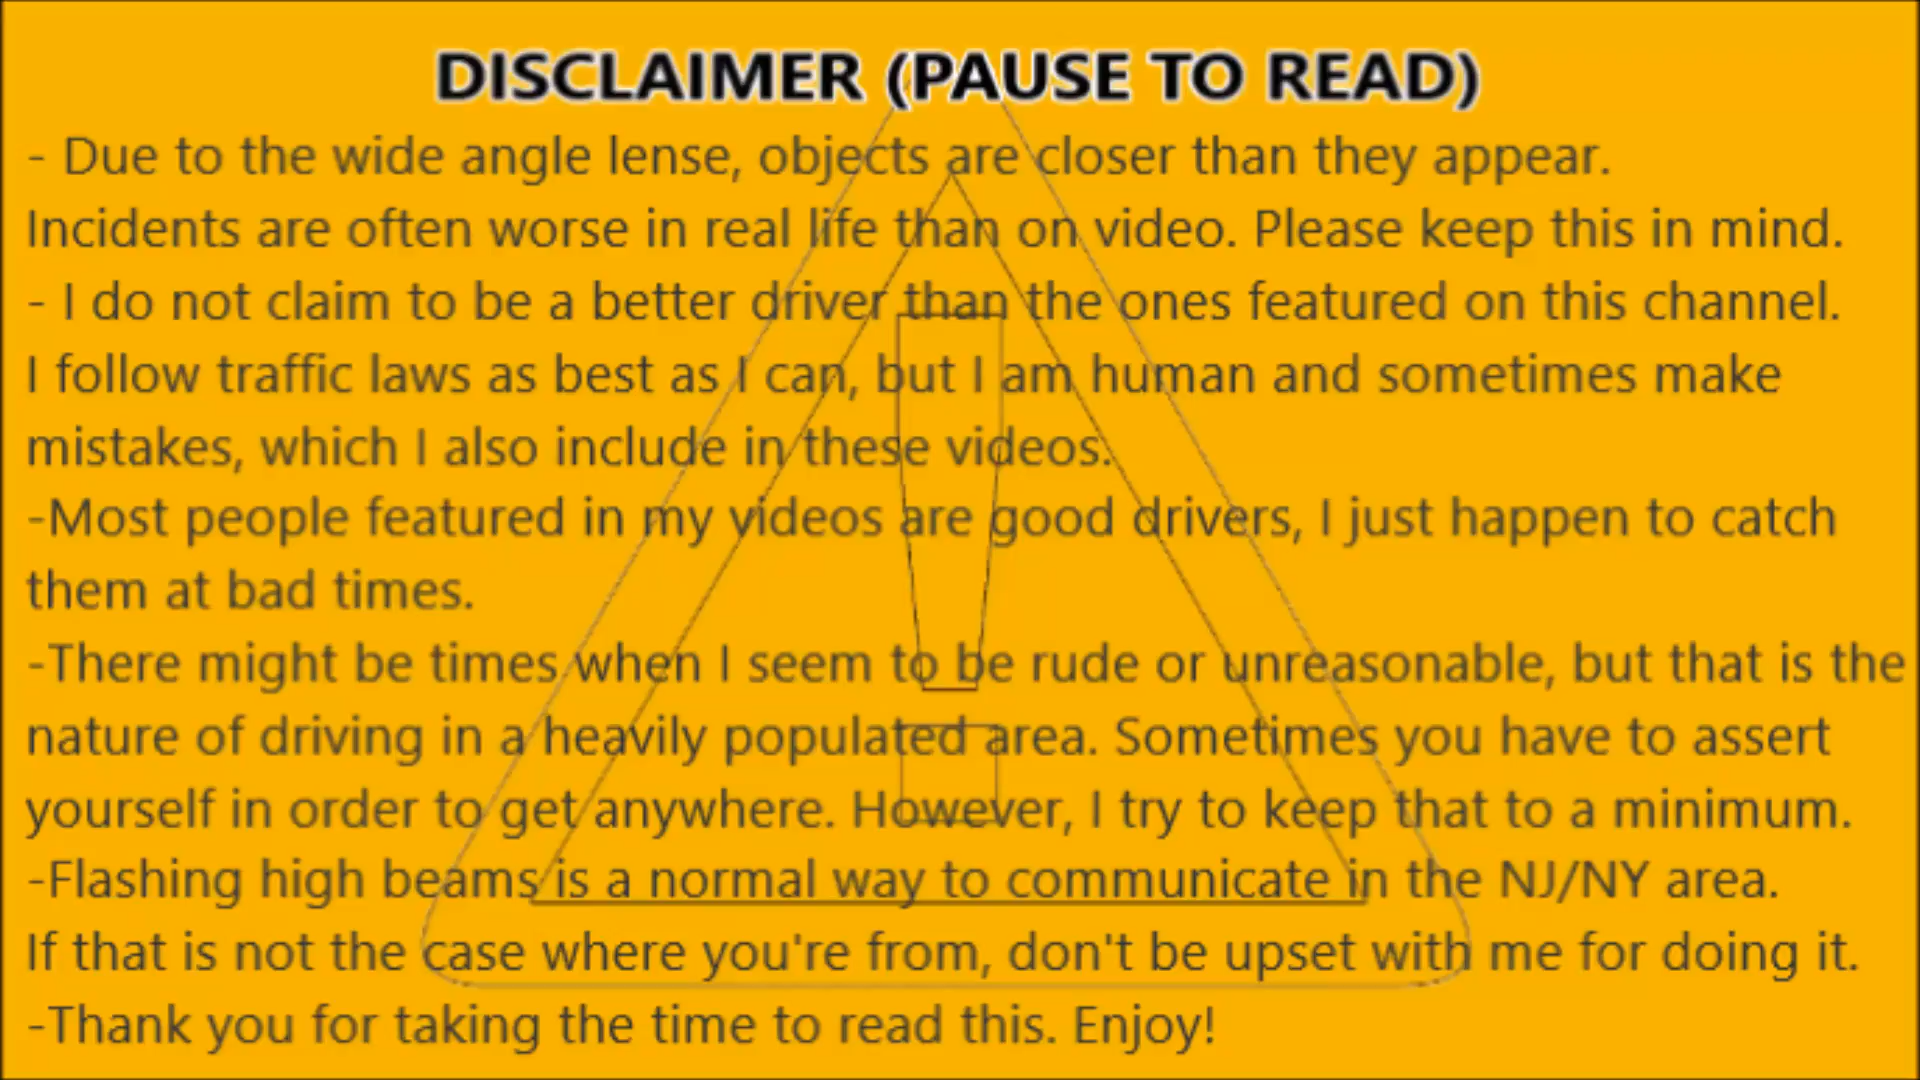 DISCLAIMER (PAUSE TO READ)
- Due to the wide angle lense, objects are closer than they appear.
Incidents are often worse in real life than on video. Please keep this in mind.
- I do not claim to be a better driver than the ones featured on this channel.
I follow traffic laws as best as I can, but I am human and sometimes make
mistakes, which I also include in these videos.
-Most people featured in my videos are good drivers, I just happen to catch
them at bad times.
-There might be times when I seem to be rude or unreasonable, but that is the
nature of driving in a heavily populated area. Sometimes you have to assert
yourself in order to get anywhere. However, I try to keep that to a minimum.
-Flashing high beams is a normal way to communicate in the NJ/NY area.
If that is not the case where you're from, don't be upset with me for doing it.
-Thank you for taking the time to read this. Enjoy!